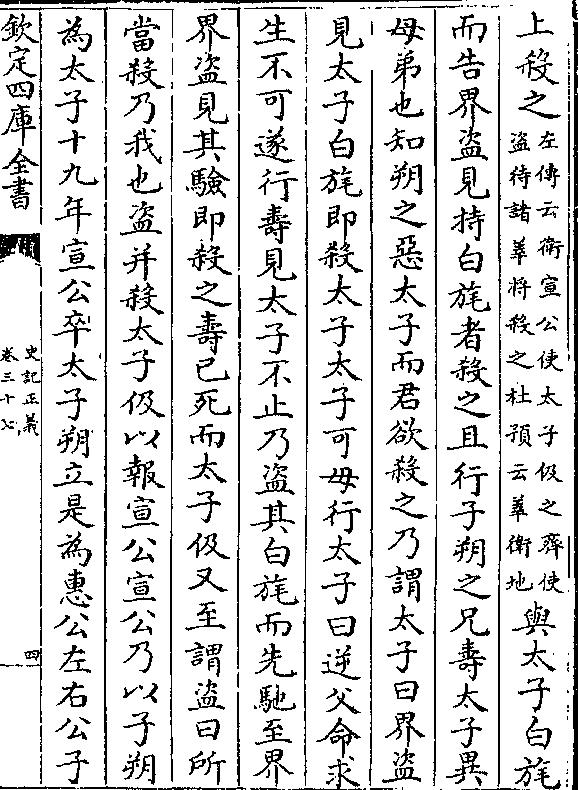 上殺之左傳云衛宣公使太子伋之齊使
盜待諸莘將殺之杜預云莘衛地與太子白旄
而告界盜見持白旄者殺之且行子朔之兄壽太子異
母弟也知朔之惡太子而君欲殺之乃謂太子曰界盜
見太子白旄即殺太子太子可毋行太子曰逆父命求
生不可遂行壽見太子不止乃盜其白旄而先馳至界
界盜見其驗即殺之壽已死而太子伋又至謂盜曰所
當殺乃我也盜并殺太子伋以報宣公宣公乃以子朔
為太子十九年宣公卒太子朔立是為惠公左右公子
欽定四庫全書
史記正義
卷三十七
四